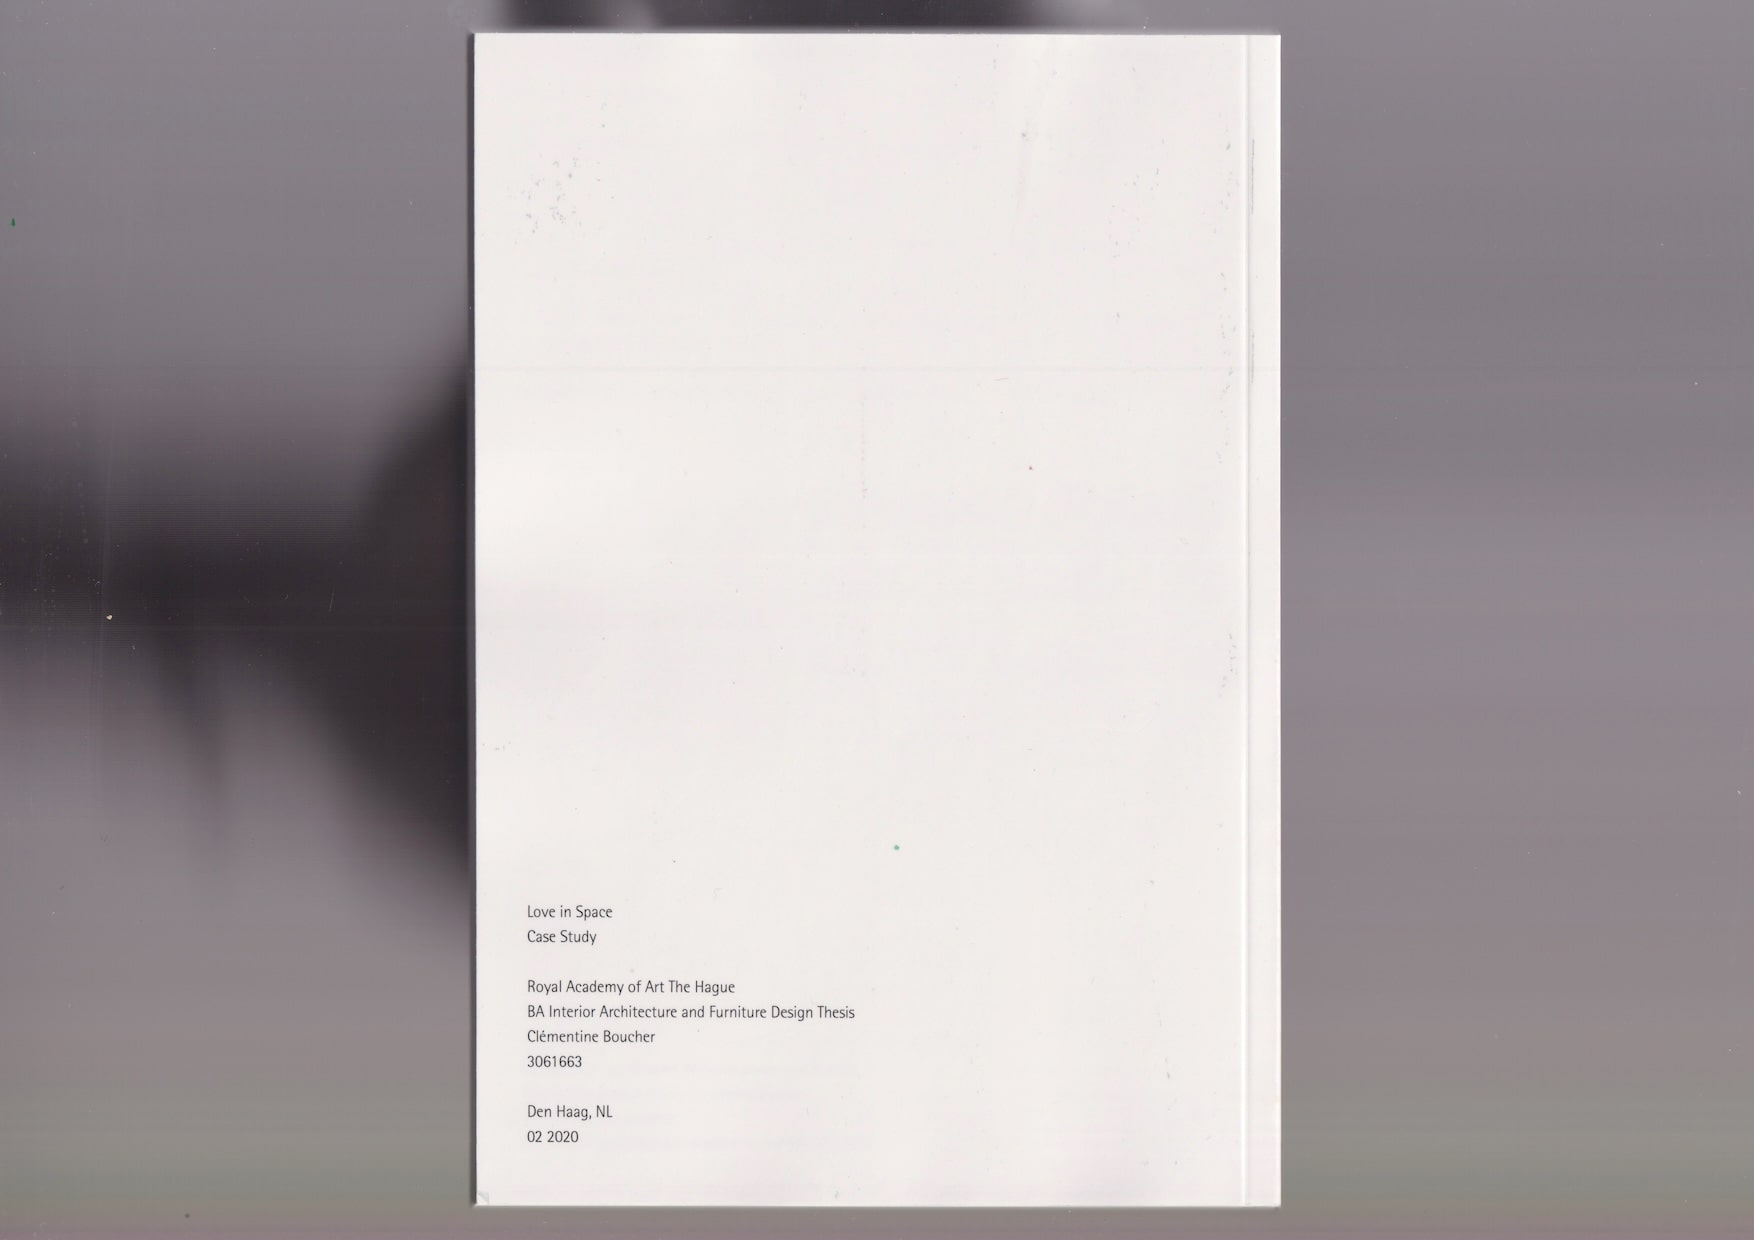 Love in Space
Case Study
Royal Academy of Art The Hague
BA Interior Architecture and Furniture Design Thesis
Clémentine Boucher
3061663
Den Haag, NL
02 2020